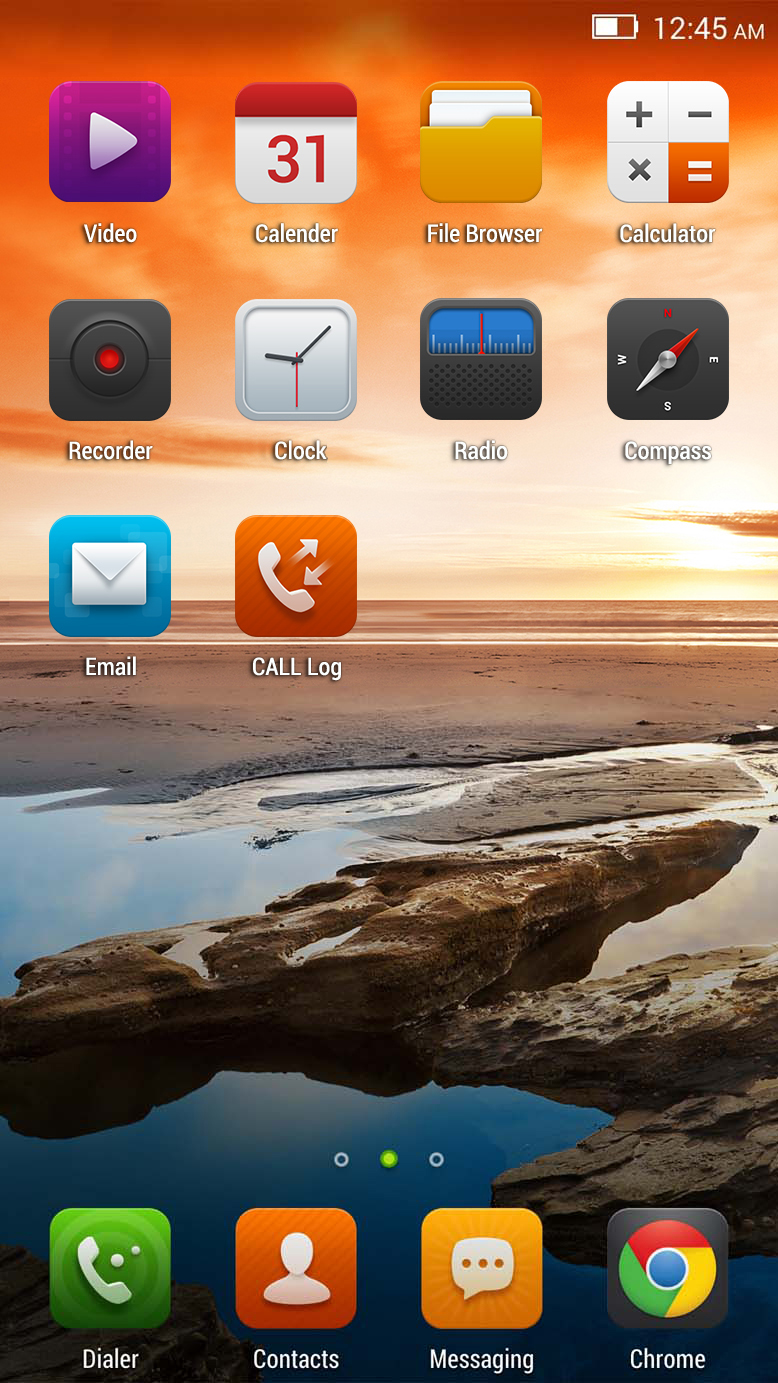 12:45 AM
31
Video
Calender
File Browser
Calculator
N
W
E
S
Recorder
Clock
Radio
Compass
Email
CALL Log
Dialer
Contacts
Messaging
Chrome